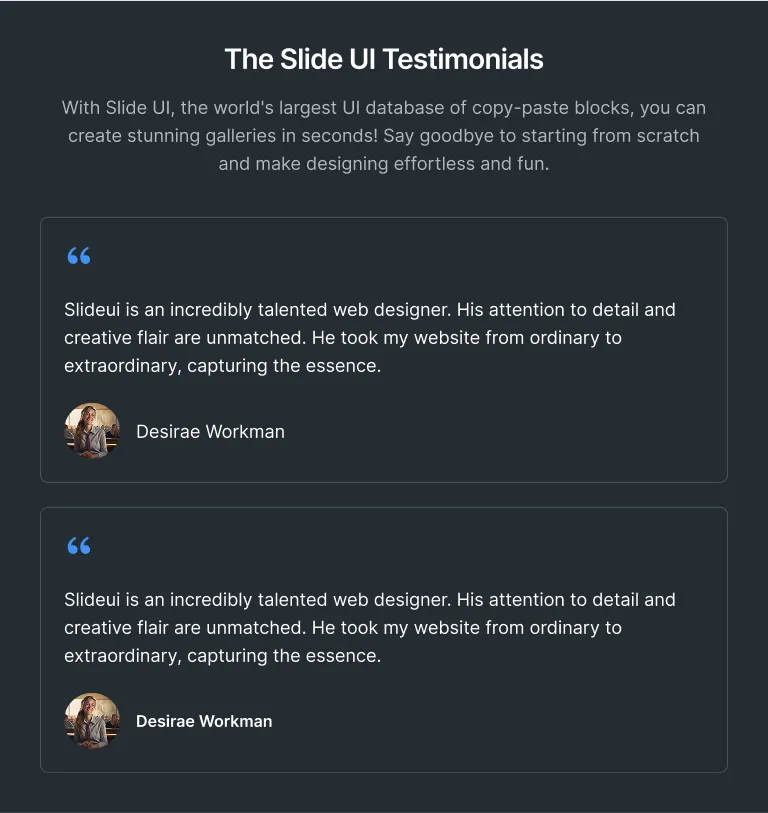 The Slide UI Testimonials
With Slide UI, the world's largest UI database of copy-paste blocks, you can
create stunning galleries in seconds! Say goodbye to starting from scratch
and make designing effortless and fun.
“
Slideui is an incredibly talented web designer. His attention to detail and
creative flair are unmatched. He took my website from ordinary to
extraordinary, capturing the essence.
Desirae Workman
“
Slideui is an incredibly talented web designer. His attention to detail and
creative flair are unmatched. He took my website from ordinary to
extraordinary, capturing the essence.
Desirae Workman